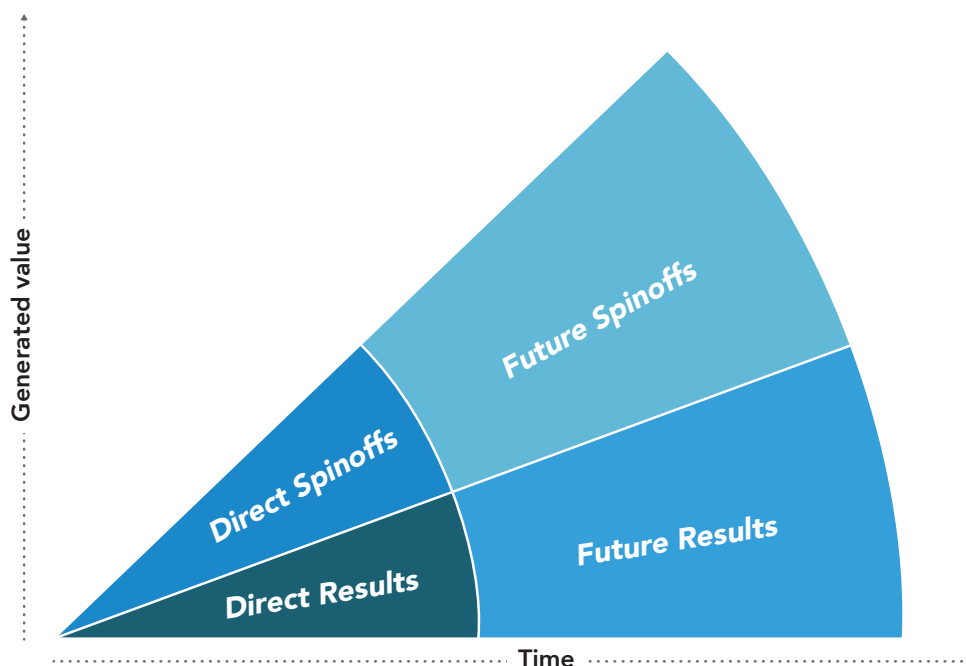 Generated value
Future Spinoffs
Direct Spinoffs
Future Results
Direct Results
Time